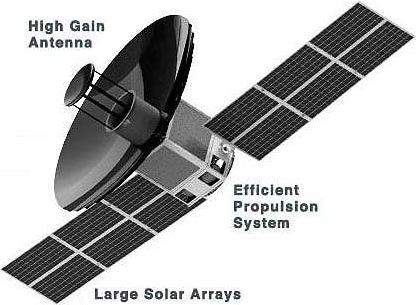 High Gain
Antenna
Efficient
Propulsion
System
Large Solar Arrays